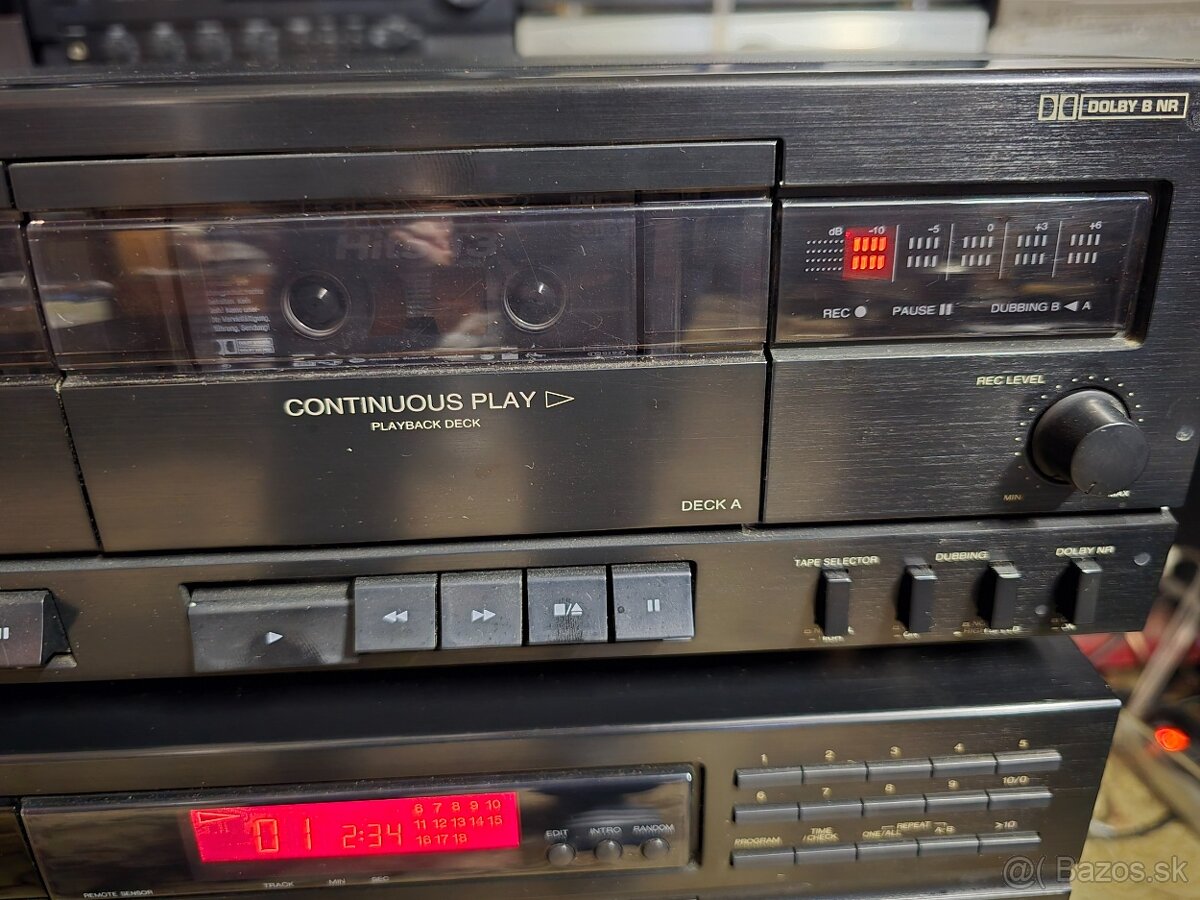 DOLBY B NR
Hits
dB -10 -5 0 +3 +6
REC ● PAUSE II DUBBING B ◀ A
CONTINUOUS PLAY ▷
PLAYBACK DECK
REC LEVEL
MIN MAX
DECK A
TAPE SELECTOR DUBBING DOLBY NR
1 2 3 4 5
6 7 8 9 10/0
PROGRAM TIME /CHECK ONE/ALL REPEAT A-B >10
01 2:34
6 7 8 9 10
11 12 13 14 15
16 17 18
EDIT INTRO RANDOM
TRACK MIN SEC
REMOTE SENSOR
@( Bazos.sk